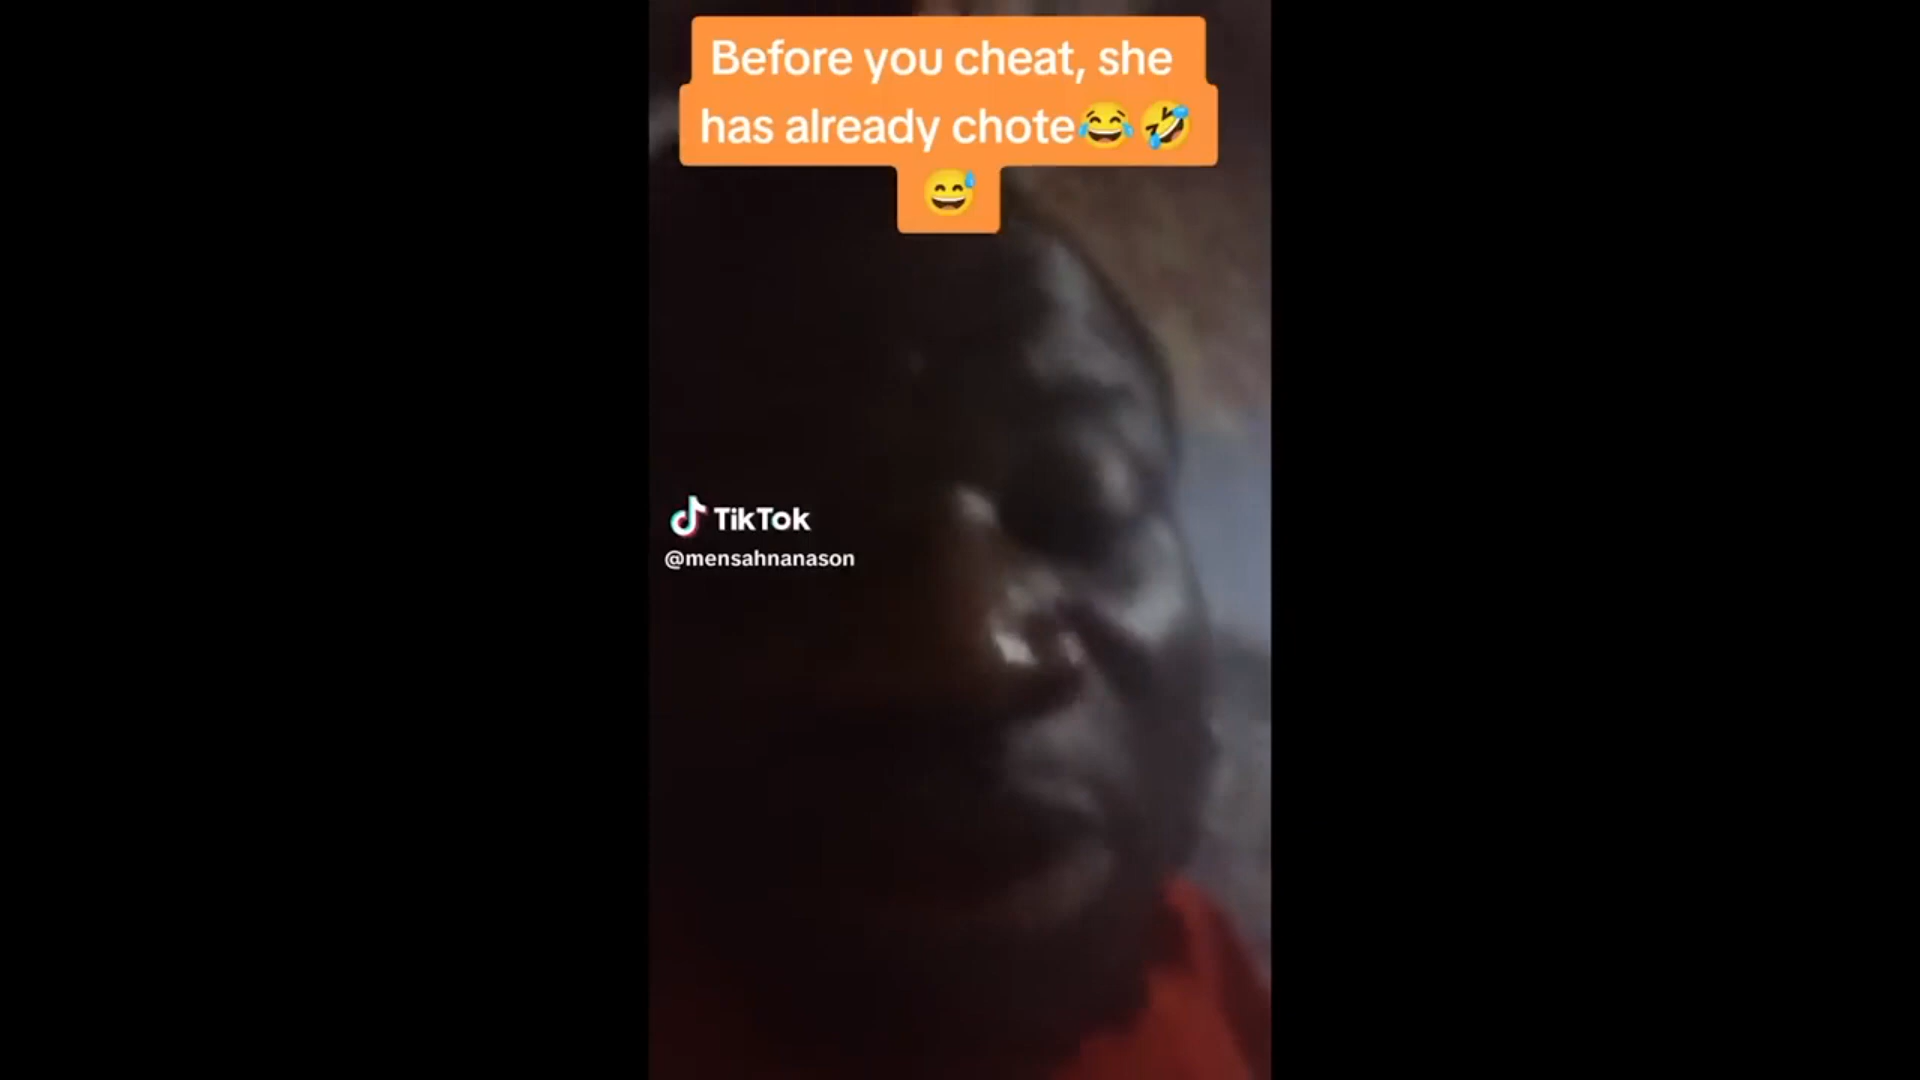 Before you cheat, she
has already chote😂🤣
😅
TikTok
@mensahnanason